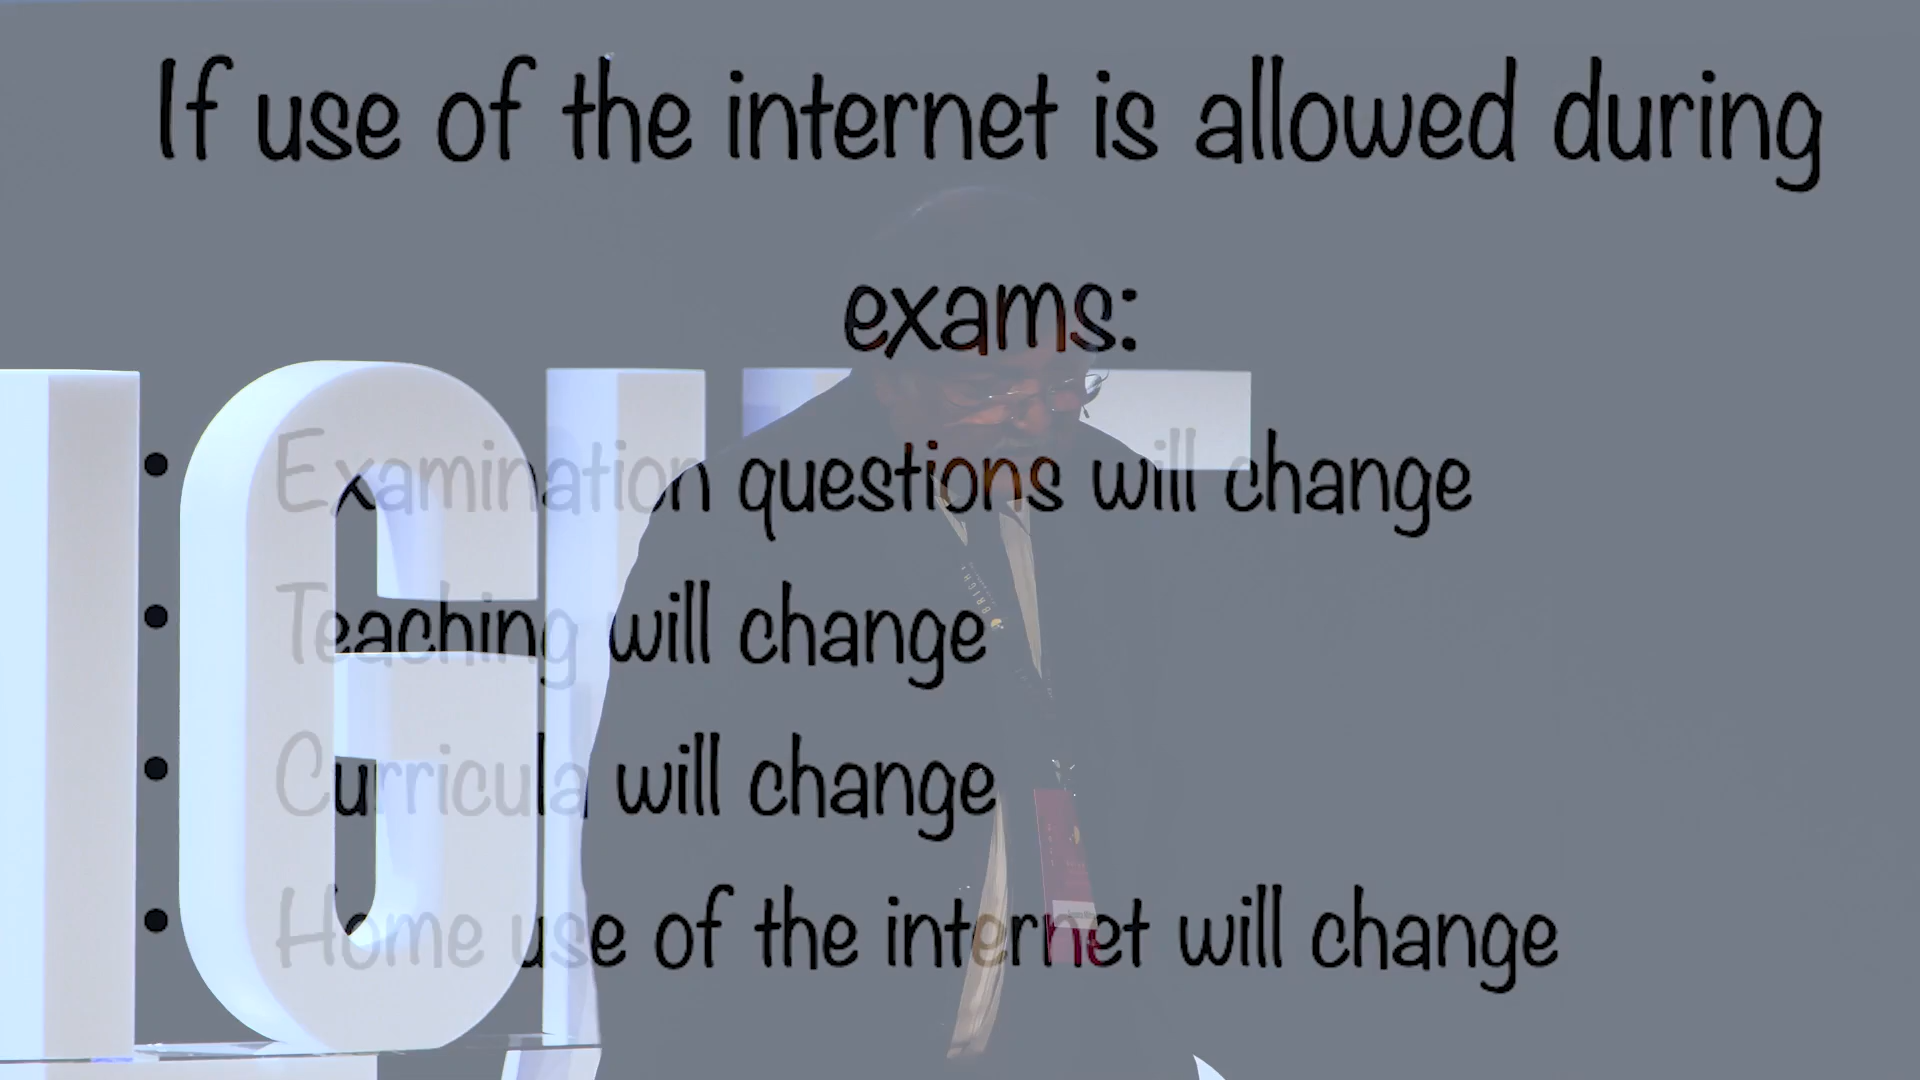 If use of the internet is allowed during
exams:
• Examination questions will change
• Teaching will change
• Curricula will change
• Home use of the internet will change
BRIGHT